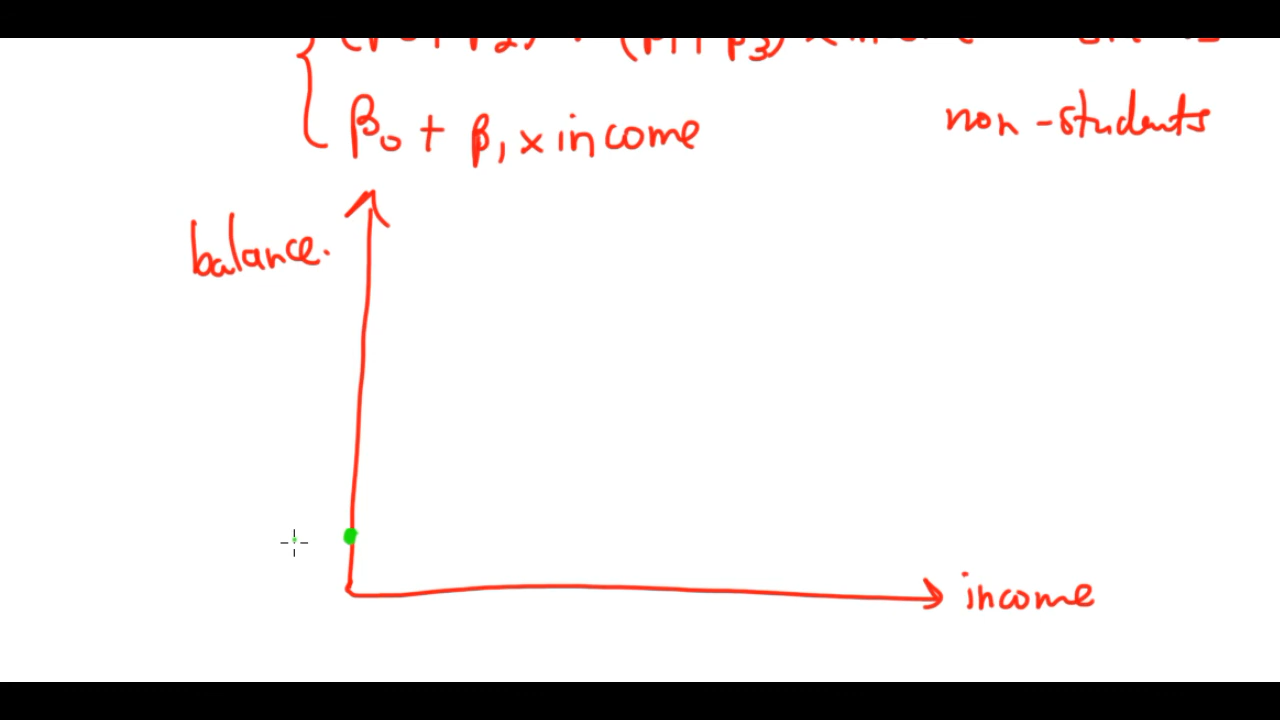 β₀ + β₁ × income non-students
balance.
income